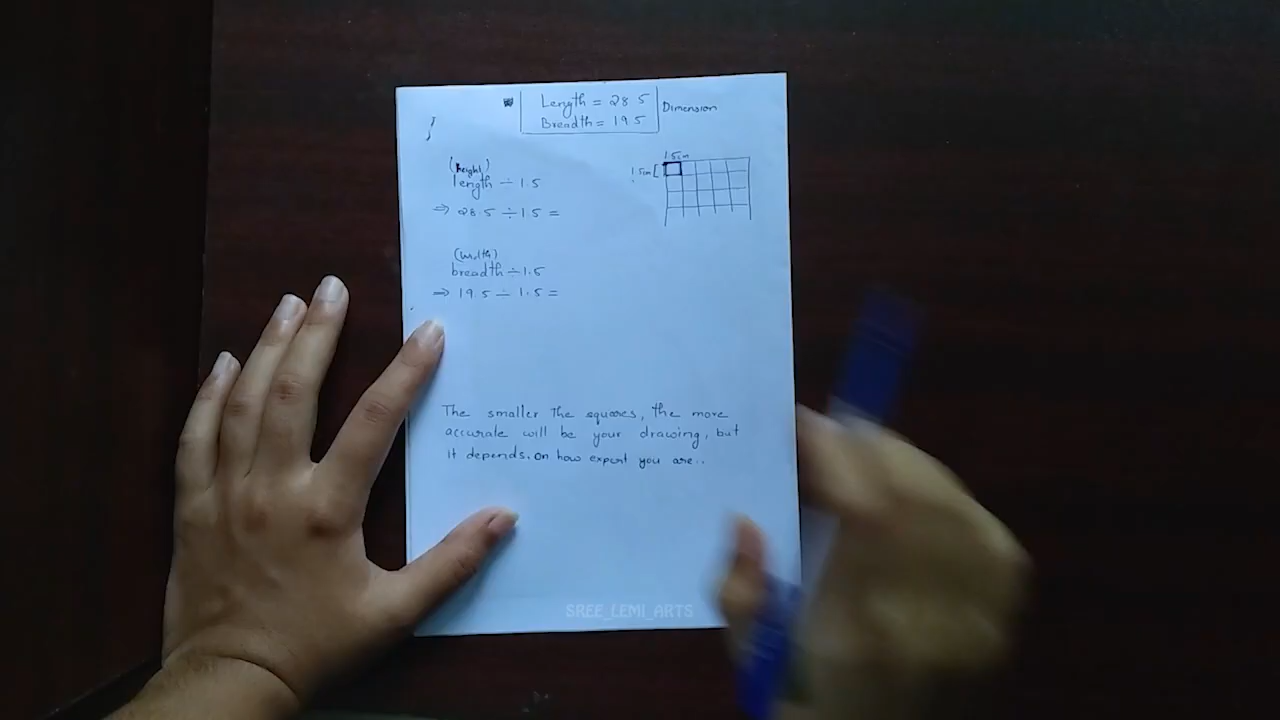 Length = 28.5
Breadth = 19.5
Dimension
(height)
length ÷ 1.5
⇒ 28.5 ÷ 1.5 =
1.5cm
1.5cm
(width)
breadth ÷ 1.5
⇒ 19.5 ÷ 1.5 =
The smaller the squares, the more
accurate will be your drawing, but
it depends on how expert you are..
SREE_LEMI_ARTS